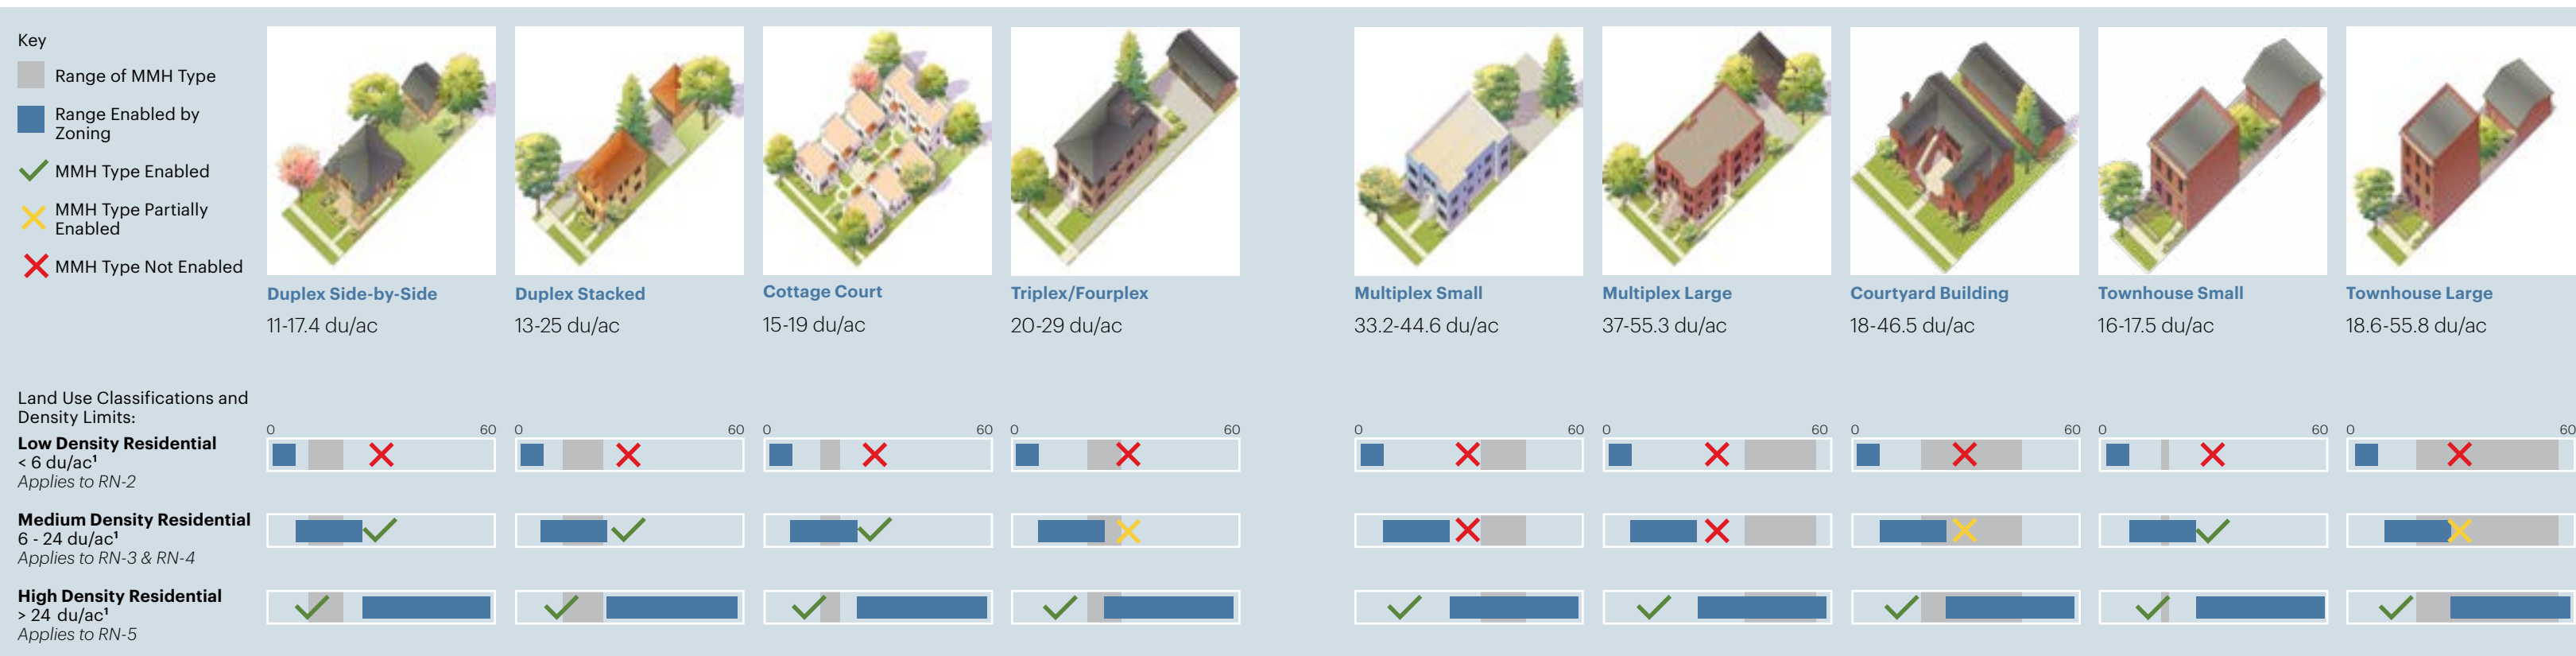 Key
Range of MMH Type
Range Enabled by
Zoning
MMH Type Enabled
MMH Type Partially
Enabled
MMH Type Not Enabled
Duplex Side-by-Side
11-17.4 du/ac
Duplex Stacked
13-25 du/ac
Cottage Court
15-19 du/ac
Triplex/Fourplex
20-29 du/ac
Multiplex Small
33.2-44.6 du/ac
Multiplex Large
37-55.3 du/ac
Courtyard Building
18-46.5 du/ac
Townhouse Small
16-17.5 du/ac
Townhouse Large
18.6-55.8 du/ac
Land Use Classifications and
Density Limits:
0 60 0 60 0 60 0 60 0 60 0 60 0 60 0 60 0 60
Low Density Residential
< 6 du/ac¹
Applies to RN-2
Medium Density Residential
6 - 24 du/ac¹
Applies to RN-3 & RN-4
High Density Residential
> 24 du/ac¹
Applies to RN-5